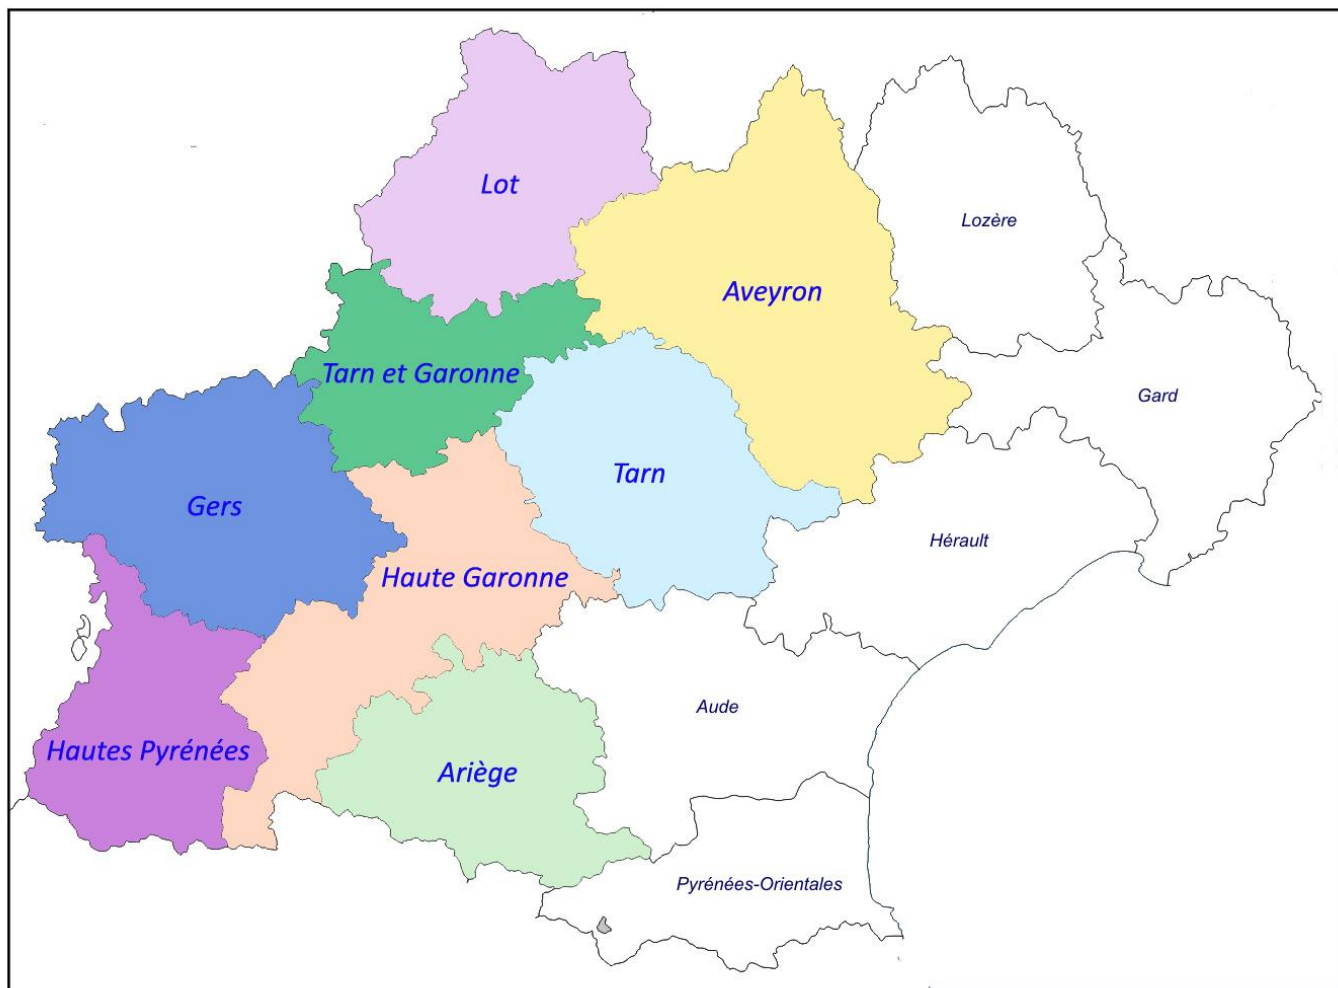 Lot
Lozère
Aveyron
Tarn et Garonne
Gard
Tarn
Gers
Hérault
Haute Garonne
Aude
Hautes Pyrénées
Ariège
Pyrénées-Orientales